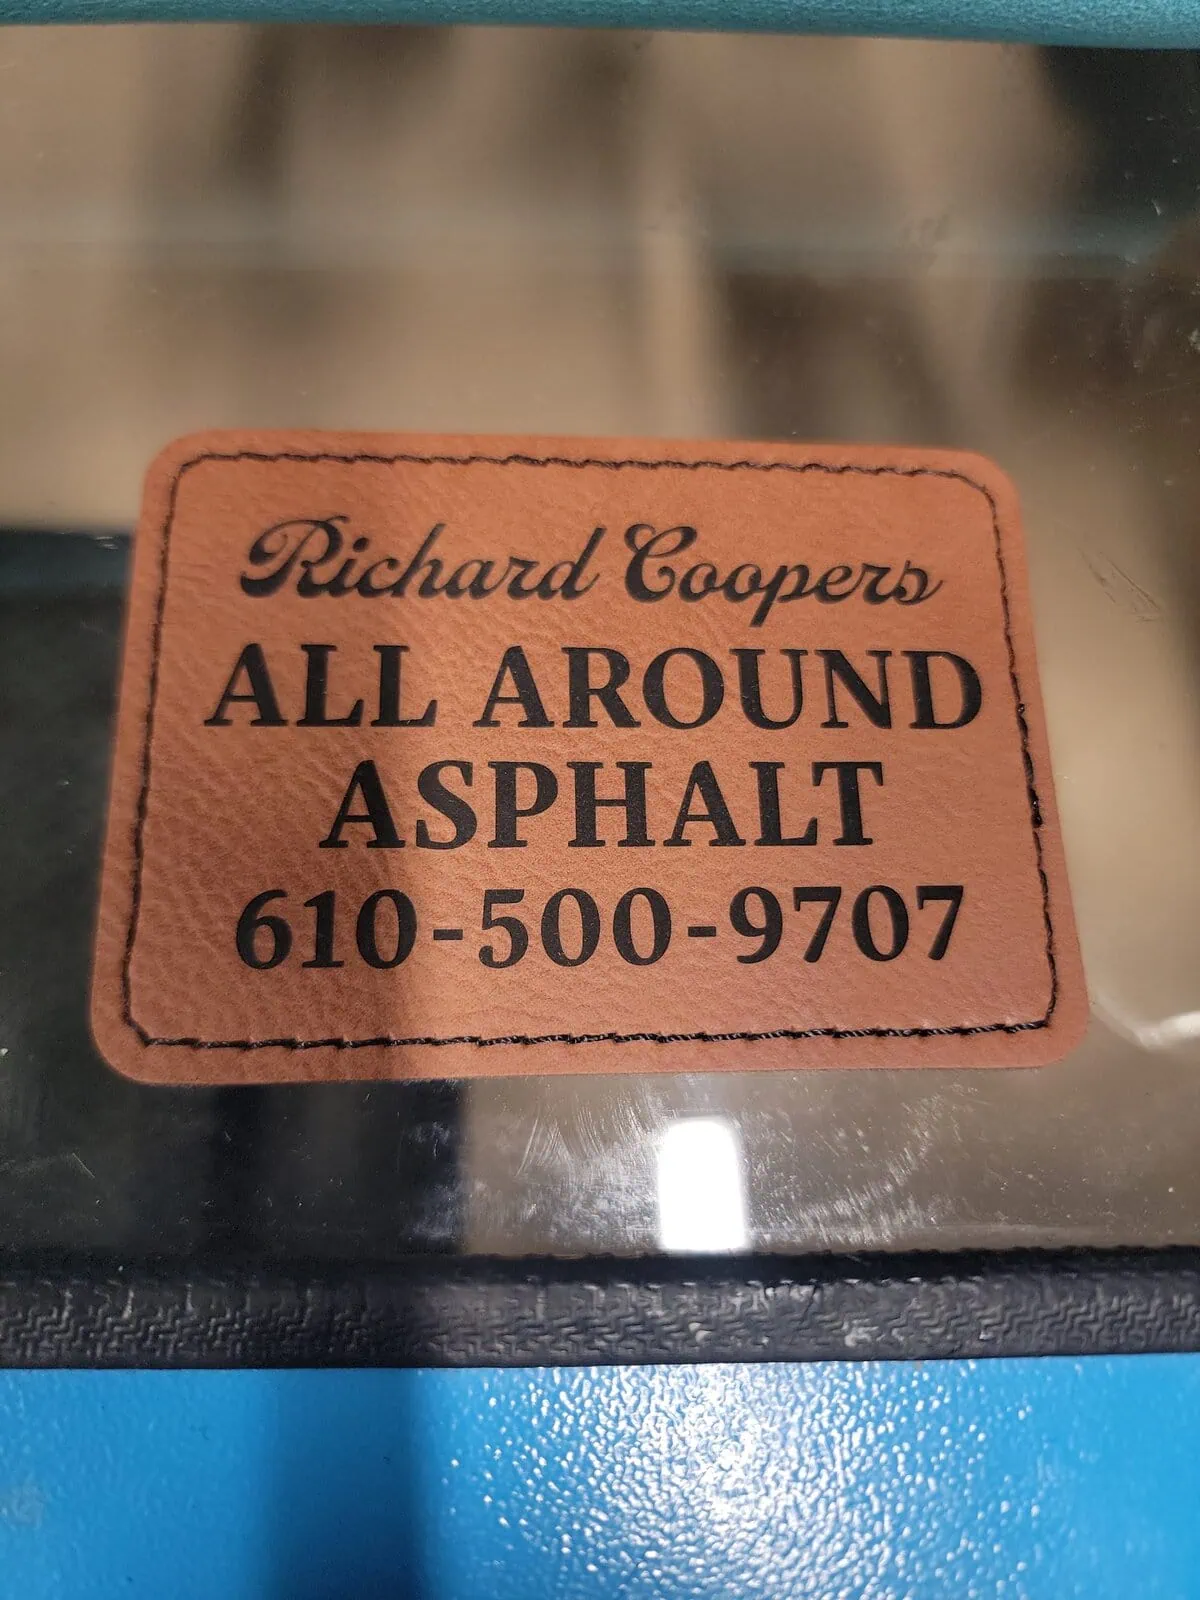 Richard Coopers
ALL AROUND
ASPHALT
610-500-9707